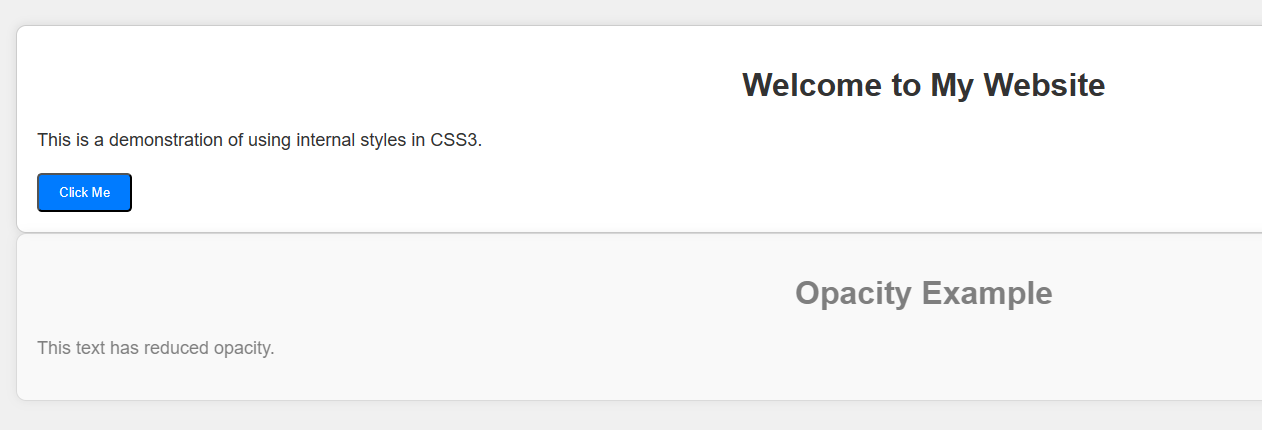 Welcome to My Website
This is a demonstration of using internal styles in CSS3.
Click Me
Opacity Example
This text has reduced opacity.